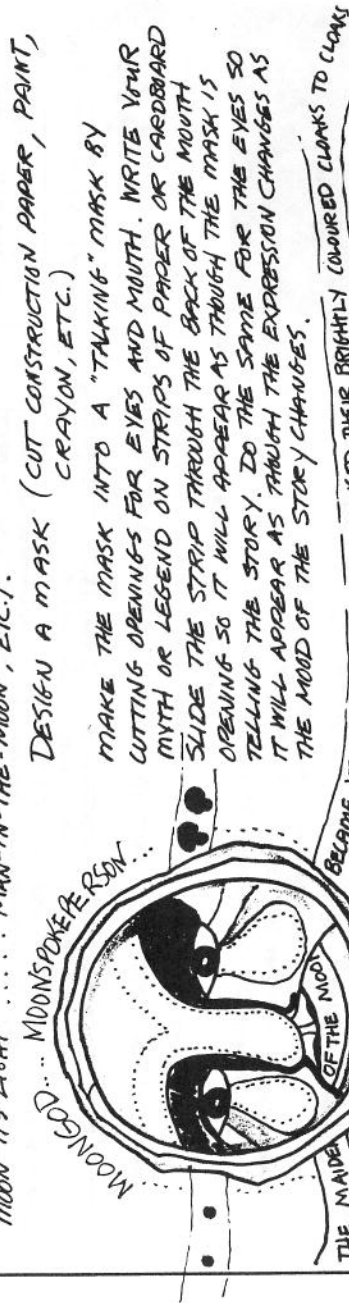 MOON ITS LIGHT .... . MAN-IN-THE-MOON", ETC.).
DESIGN A MASK (CUT CONSTRUCTION PAPER, PAINT,
CRAYON, ETC.)
MAKE THE MASK INTO A "TALKING" MASK BY
CUTTING OPENINGS FOR EYES AND MOUTH. WRITE YOUR
MYTH OR LEGEND ON STRIPS OF PAPER OR CARDBOARD
SLIDE THE STRIP THROUGH THE BACK OF THE MOUTH
OPENING SO IT WILL APPEAR AS THOUGH THE MASK IS
TELLING THE STORY. DO THE SAME FOR THE EYES SO
IT WILL APPEAR AS THOUGH THE EXPRESSION CHANGES AS
THE MOOD OF THE STORY CHANGES.
MOONGOD... MOONSPOKEPERSON...
THE MAIDE
OF THE MOON
BECAME
THEIR BRIGHTLY COLOURED CLOAKS TO CLOAKS